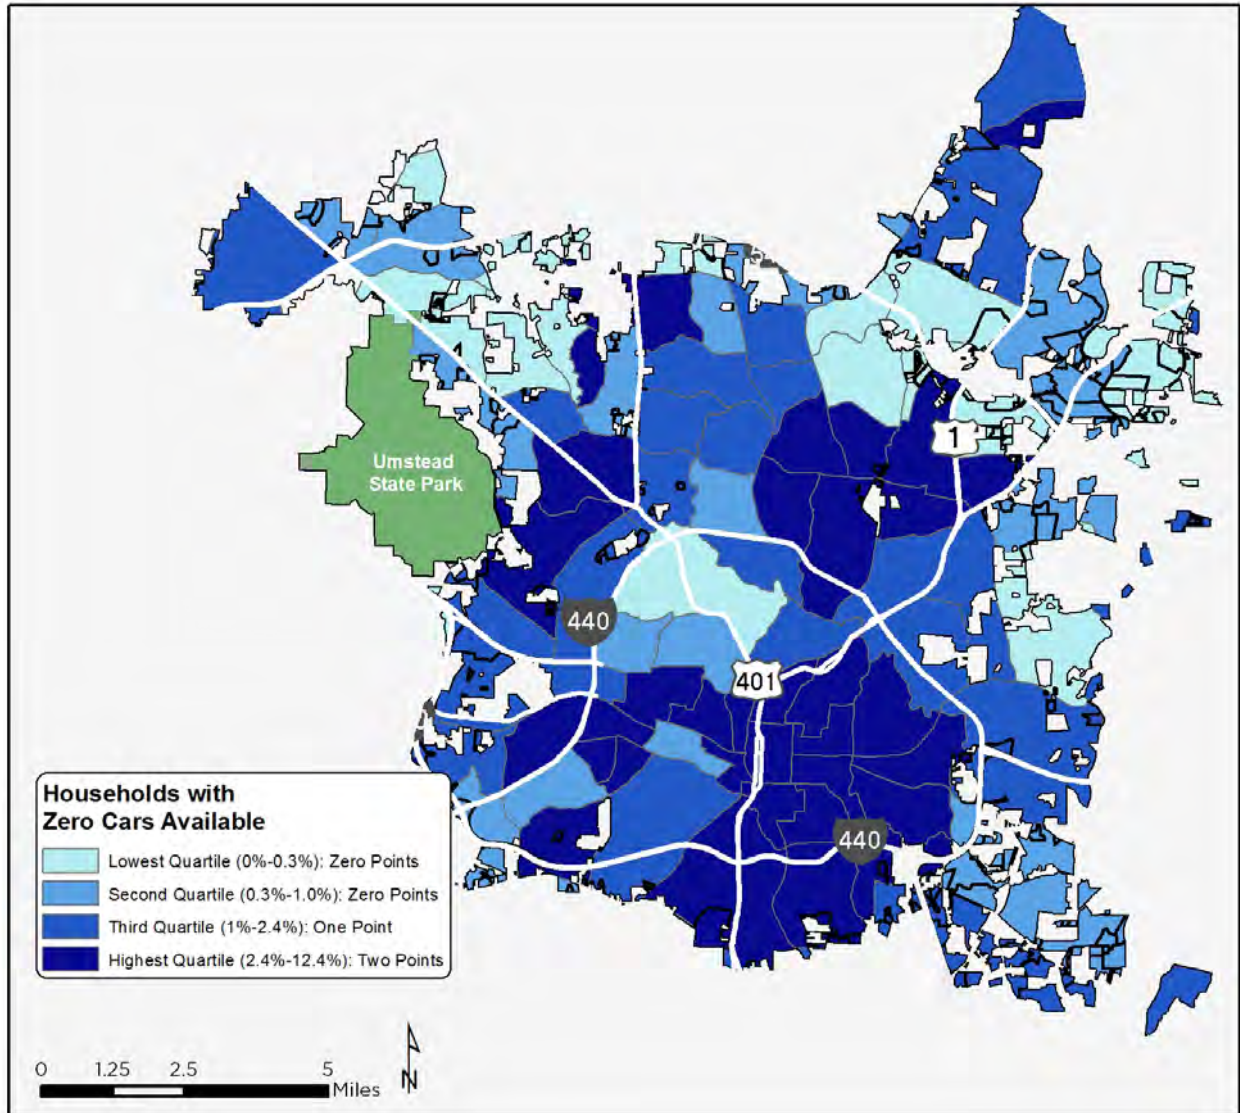 1
Umstead
State Park
440
401
440
Households with
Zero Cars Available
Lowest Quartile (0%-0.3%): Zero Points
Second Quartile (0.3%-1.0%): Zero Points
Third Quartile (1%-2.4%): One Point
Highest Quartile (2.4%-12.4%): Two Points
0 1.25 2.5 5
Miles
N